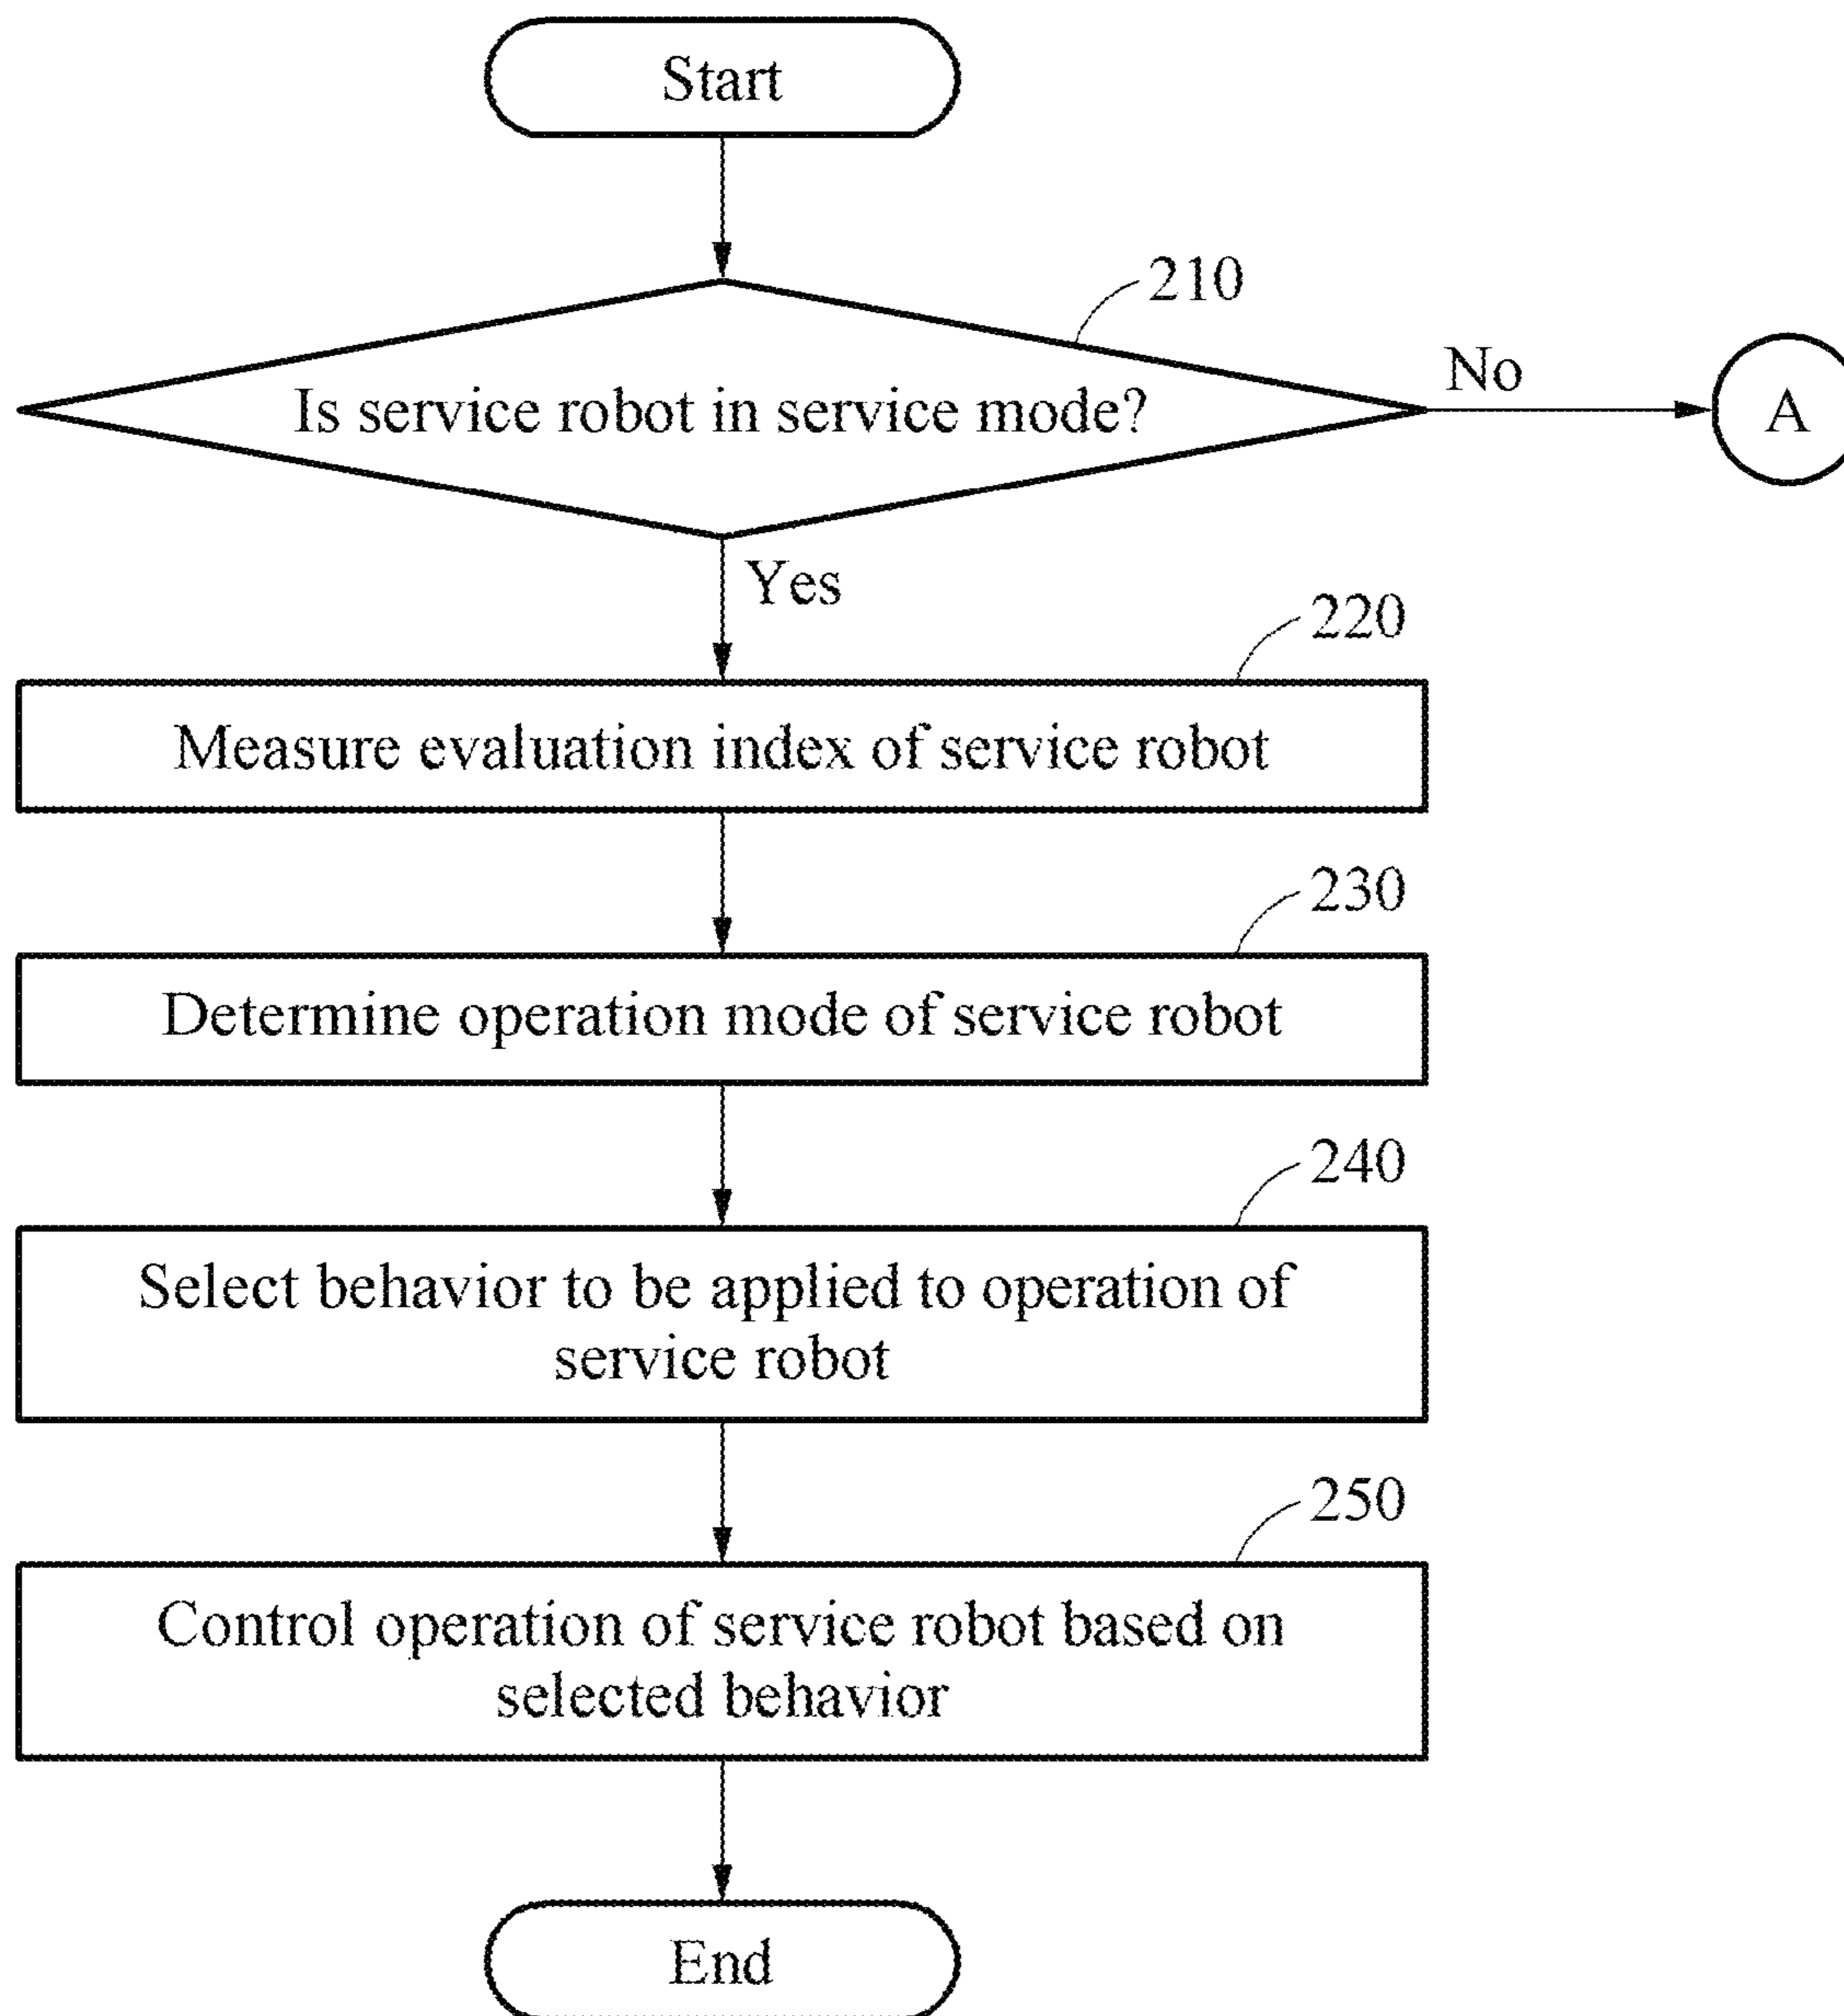 Start
210
Is service robot in service mode?
No
A
Yes
220
Measure evaluation index of service robot
230
Determine operation mode of service robot
240
Select behavior to be applied to operation of
service robot
250
Control operation of service robot based on
selected behavior
End